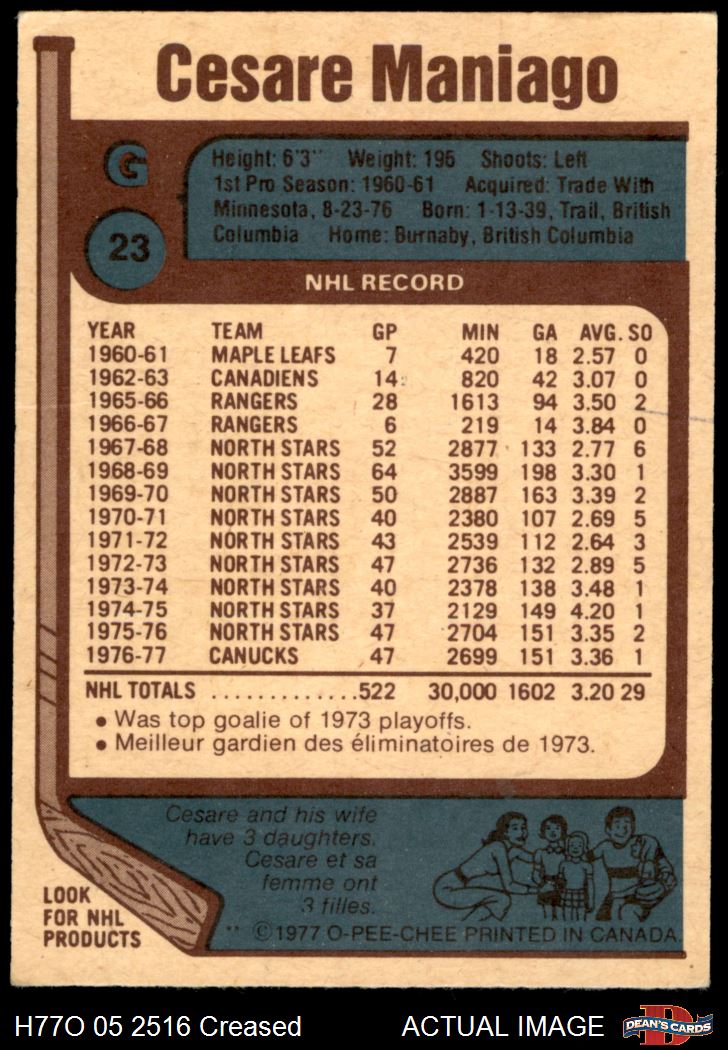 Cesare Maniago
G
Height: 6'3" Weight: 195 Shoots: Left
1st Pro Season: 1960-61 Acquired: Trade With
Minnesota, 8-23-76 Born: 1-13-39, Trail, British
Columbia Home: Burnaby, British Columbia
23
NHL RECORD
YEAR TEAM GP MIN GA AVG. SO
1960-61 MAPLE LEAFS 7 420 18 2.57 0
1962-63 CANADIENS 14 820 42 3.07 0
1965-66 RANGERS 28 1613 94 3.50 2
1966-67 RANGERS 6 219 14 3.84 0
1967-68 NORTH STARS 52 2877 133 2.77 6
1968-69 NORTH STARS 64 3599 198 3.30 1
1969-70 NORTH STARS 50 2887 163 3.39 2
1970-71 NORTH STARS 40 2380 107 2.69 5
1971-72 NORTH STARS 43 2539 112 2.64 3
1972-73 NORTH STARS 47 2736 132 2.89 5
1973-74 NORTH STARS 40 2378 138 3.48 1
1974-75 NORTH STARS 37 2129 149 4.20 1
1975-76 NORTH STARS 47 2704 151 3.35 2
1976-77 CANUCKS 47 2699 151 3.36 1
NHL TOTALS .............522 30,000 1602 3.20 29
• Was top goalie of 1973 playoffs.
• Meilleur gardien des éliminatoires de 1973.
Cesare and his wife
have 3 daughters.
Cesare et sa
femme ont
3 filles.
LOOK
FOR NHL
PRODUCTS
** ©1977 O-PEE-CHEE PRINTED IN CANADA.
H77O 05 2516 Creased ACTUAL IMAGE
D
DEAN'S CARDS